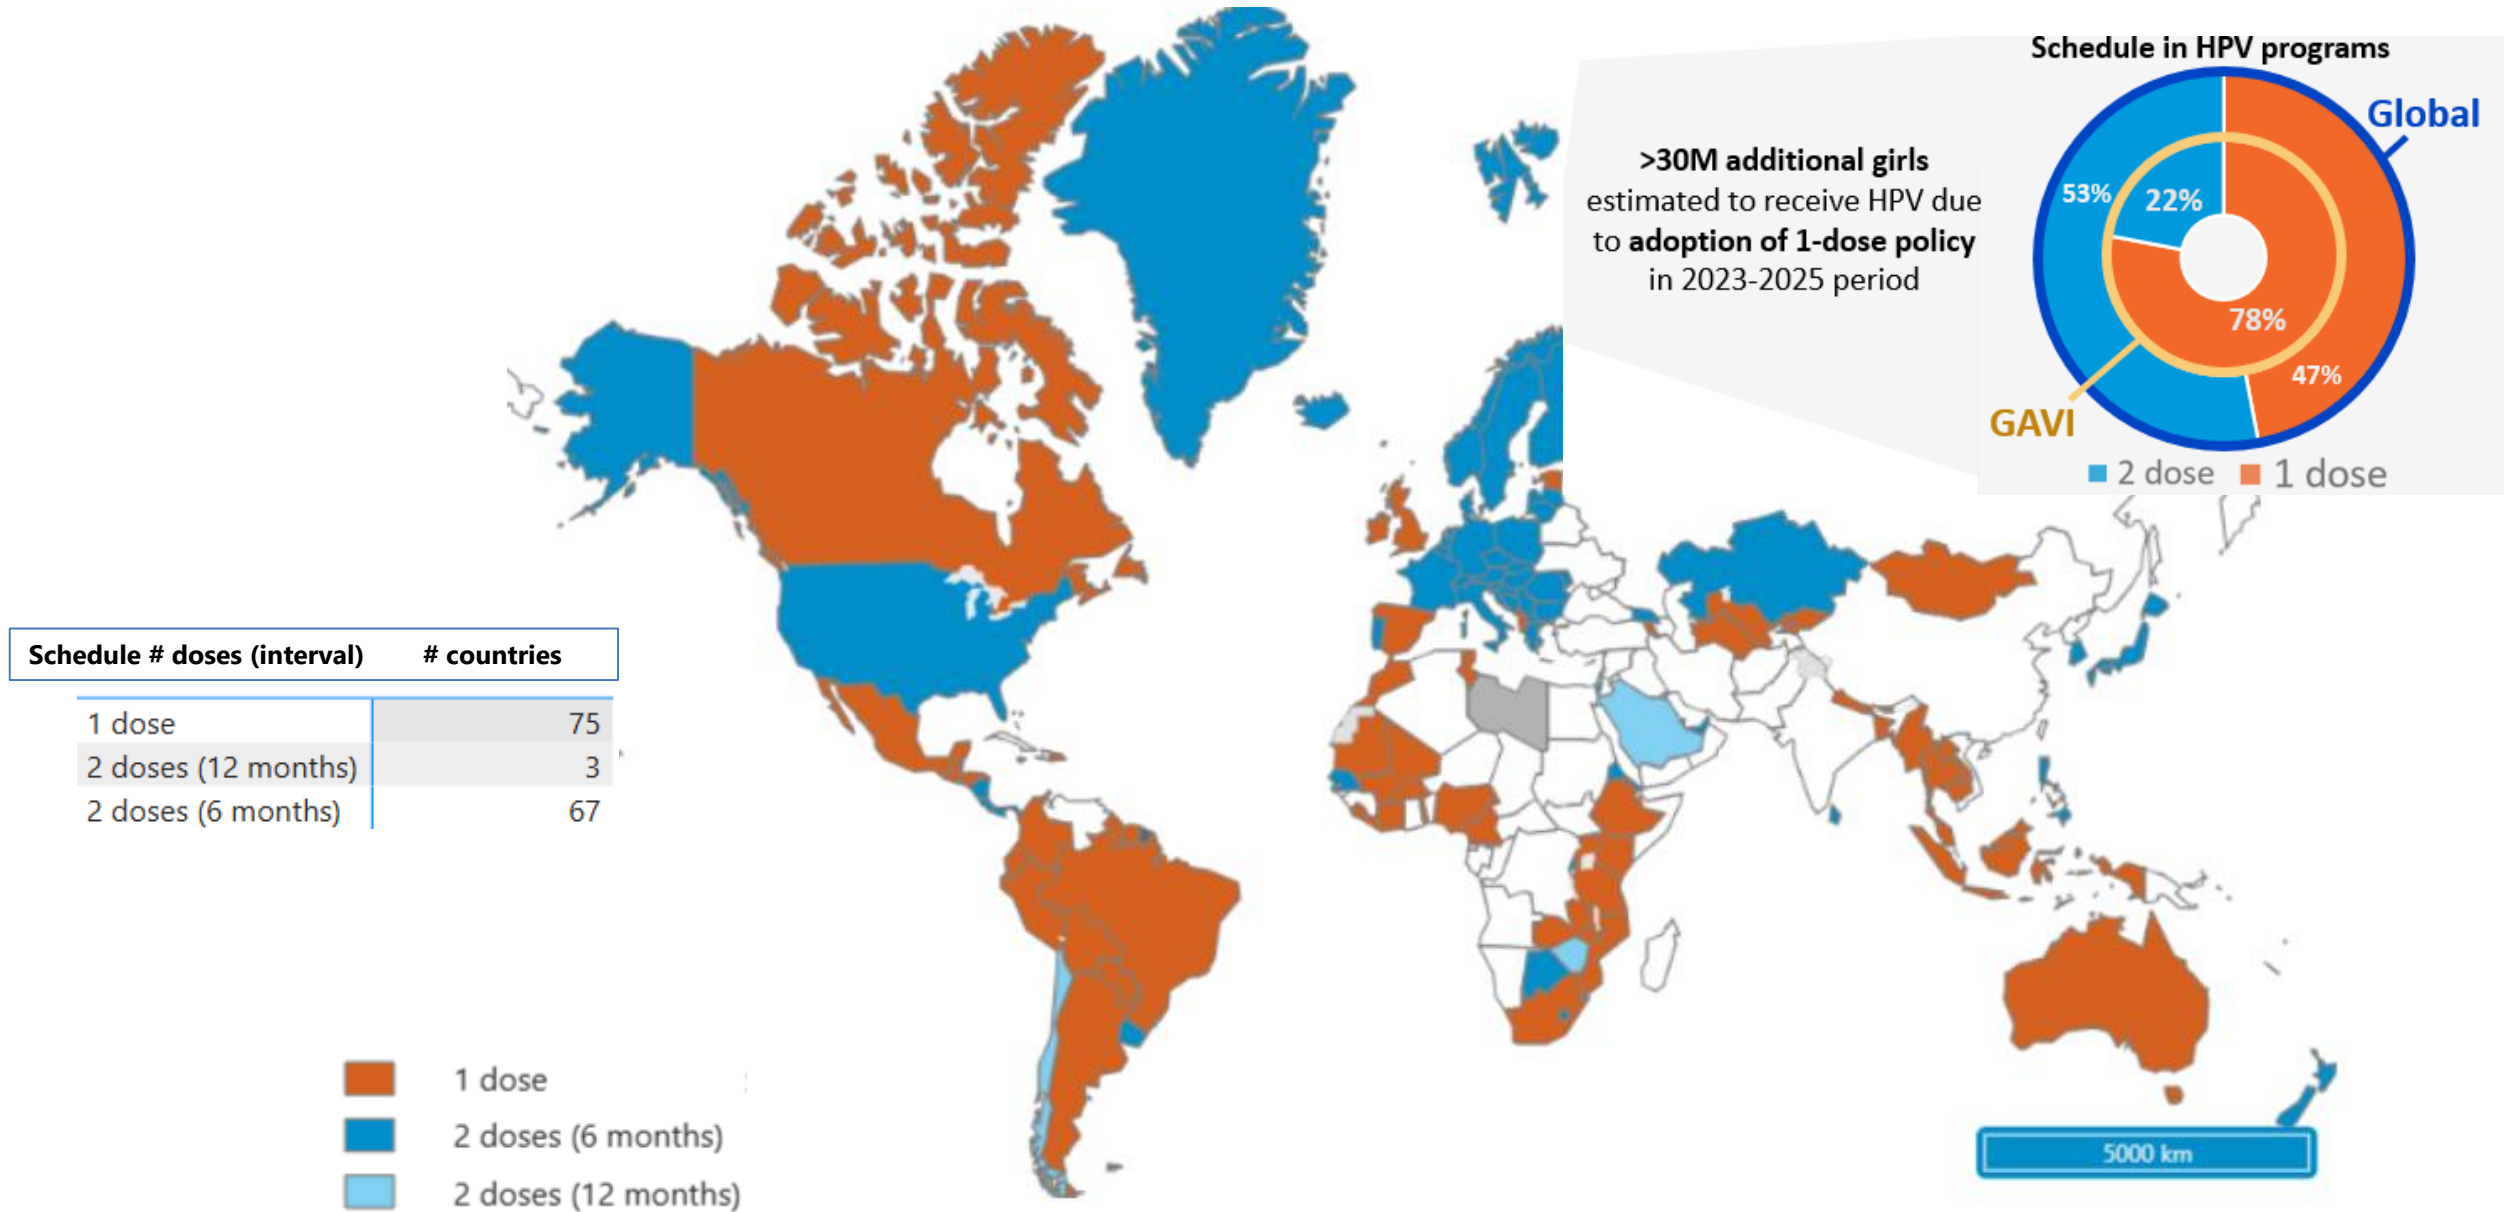 Schedule in HPV programs
Global
>30M additional girls
estimated to receive HPV due
to adoption of 1-dose policy
in 2023-2025 period
53%
22%
78%
47%
GAVI
2 dose
1 dose
Schedule # doses (interval) # countries
1 dose 75
2 doses (12 months) 3
2 doses (6 months) 67
1 dose
2 doses (6 months)
2 doses (12 months)
5000 km